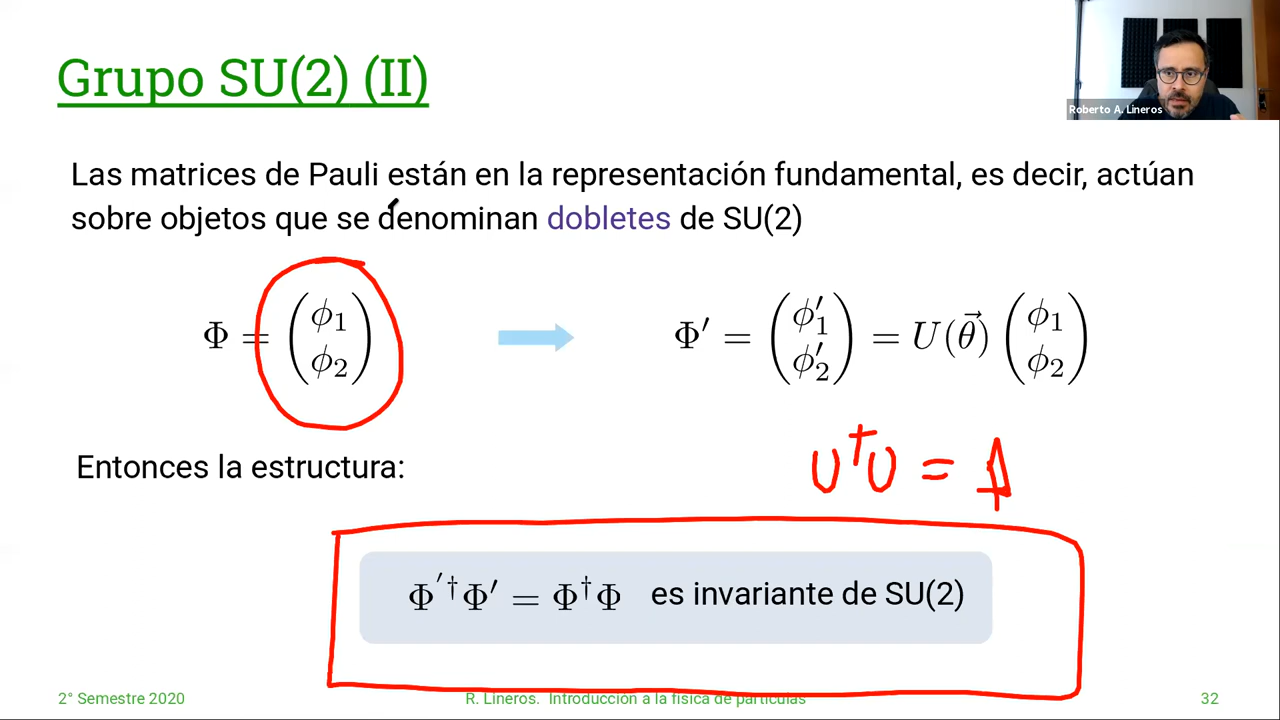 Grupo SU(2) (II)
Roberto A. Lineros
Las matrices de Pauli están en la representación fundamental, es decir, actúan
sobre objetos que se denominan dobletes de SU(2)
Φ = (ϕ₁ ϕ₂)
Φ′ = (ϕ′₁ ϕ′₂) = U(θ⃗) (ϕ₁ ϕ₂)
U†U = 𝟙
Entonces la estructura:
Φ′†Φ′ = Φ†Φ es invariante de SU(2)
2° Semestre 2020
R. Lineros. Introducción a la física de partículas
32